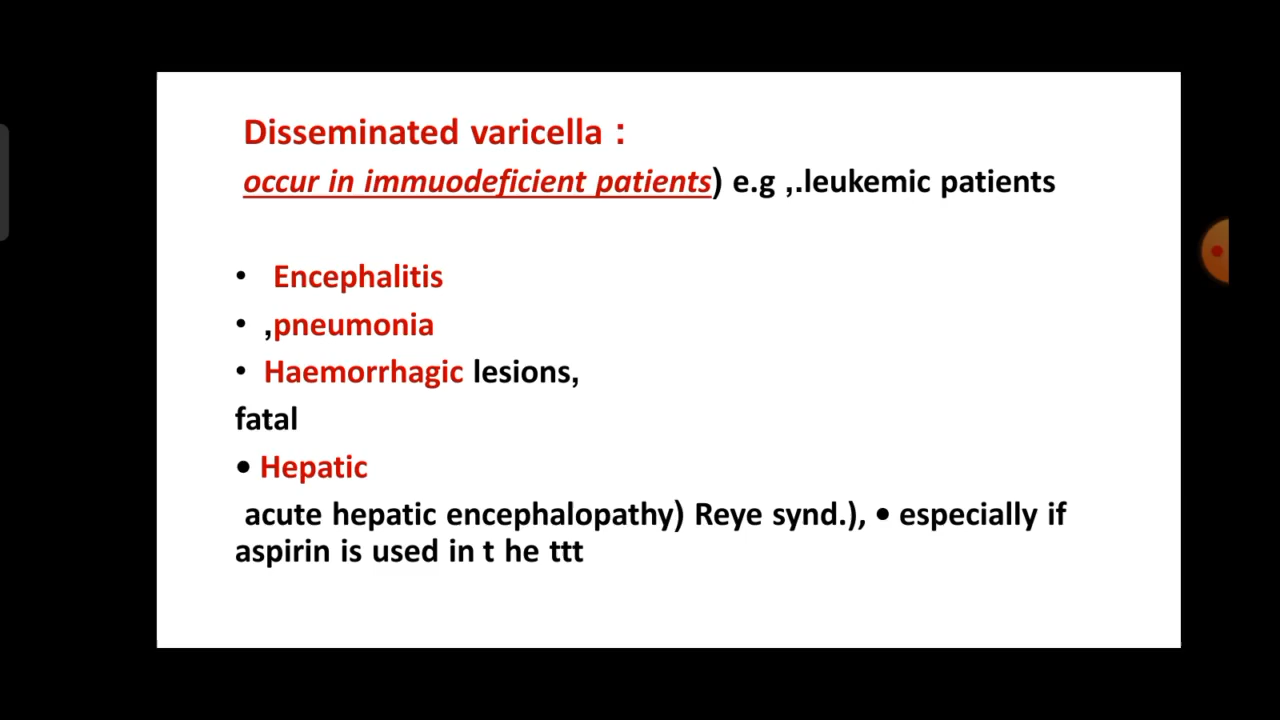 Disseminated varicella :
occur in immuodeficient patients) e.g ,.leukemic patients
• Encephalitis
• ,pneumonia
• Haemorrhagic lesions,
fatal
• Hepatic
acute hepatic encephalopathy) Reye synd.), • especially if
aspirin is used in t he ttt